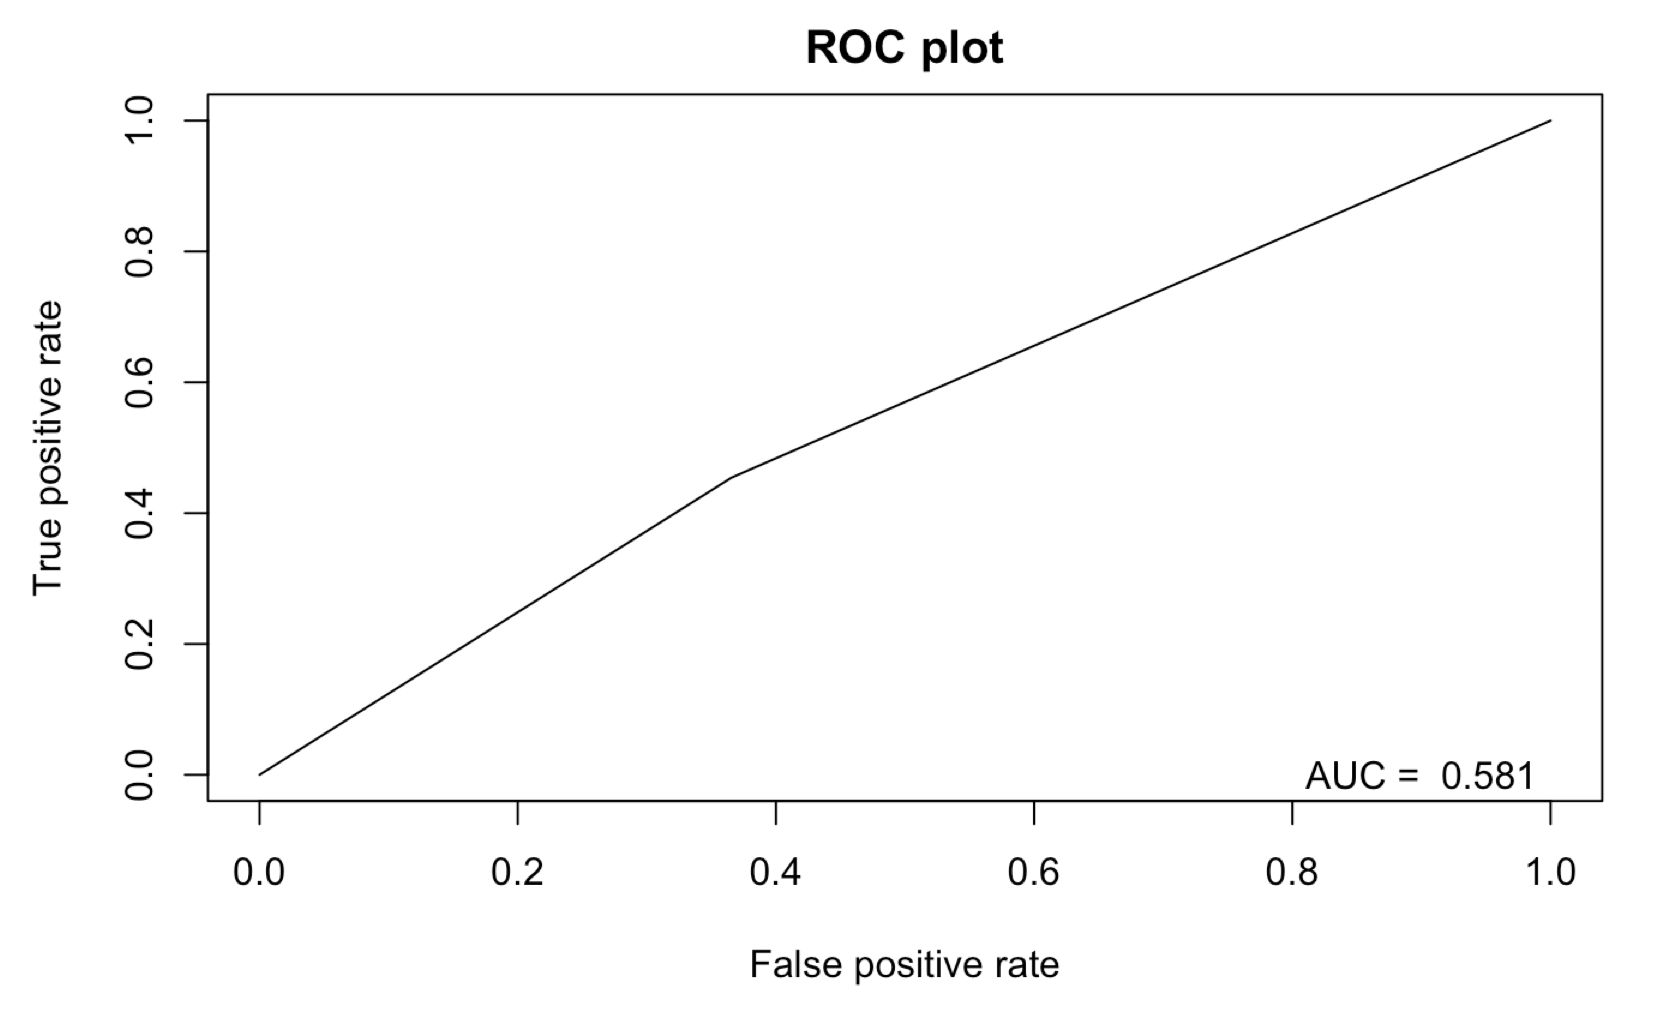 ROC plot
True positive rate
1.0
0.8
0.6
0.4
0.2
0.0
AUC =  0.581
0.0 0.2 0.4 0.6 0.8 1.0
False positive rate